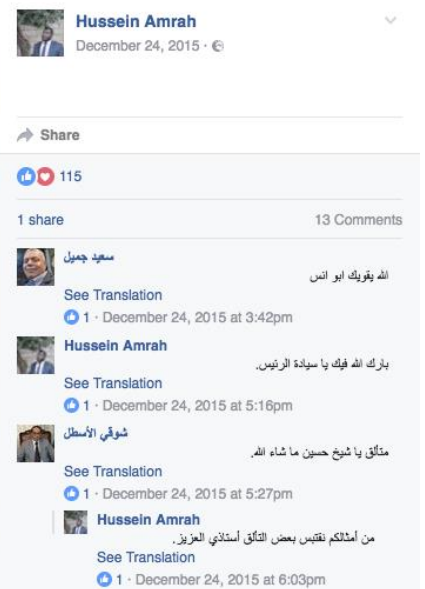 Hussein Amrah
December 24, 2015 ·
Share
115
1 share
13 Comments
سعيد جميل
الله يقويك ابو انس
See Translation
1 · December 24, 2015 at 3:42pm
Hussein Amrah
بارك الله فيك يا سيادة الرئيس.
See Translation
1 · December 24, 2015 at 5:16pm
شوقي الأسطل
متألق يا شيخ حسين ما شاء الله.
See Translation
1 · December 24, 2015 at 5:27pm
Hussein Amrah
من أمثالكم نقتبس بعض التألق أستاذي العزيز.
See Translation
1 · December 24, 2015 at 6:03pm